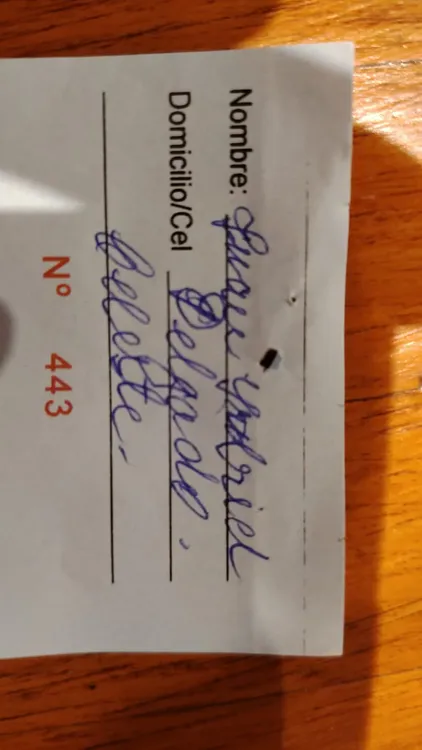 Nombre: Gabriel
Domicilio/Cel Delgado.
Celeste.-
Nº 443